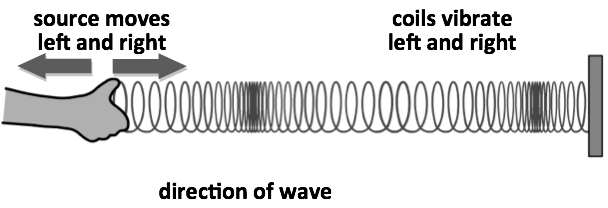 source moves
left and right
coils vibrate
left and right
direction of wave